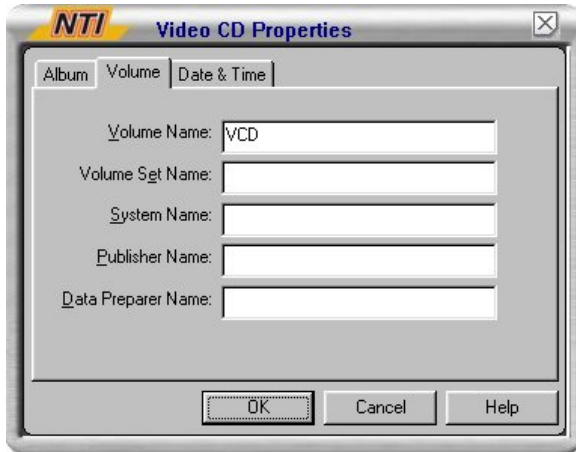 NTI Video CD Properties
Album Volume Date & Time
Volume Name: VCD
Volume Set Name:
System Name:
Publisher Name:
Data Preparer Name:
OK Cancel Help